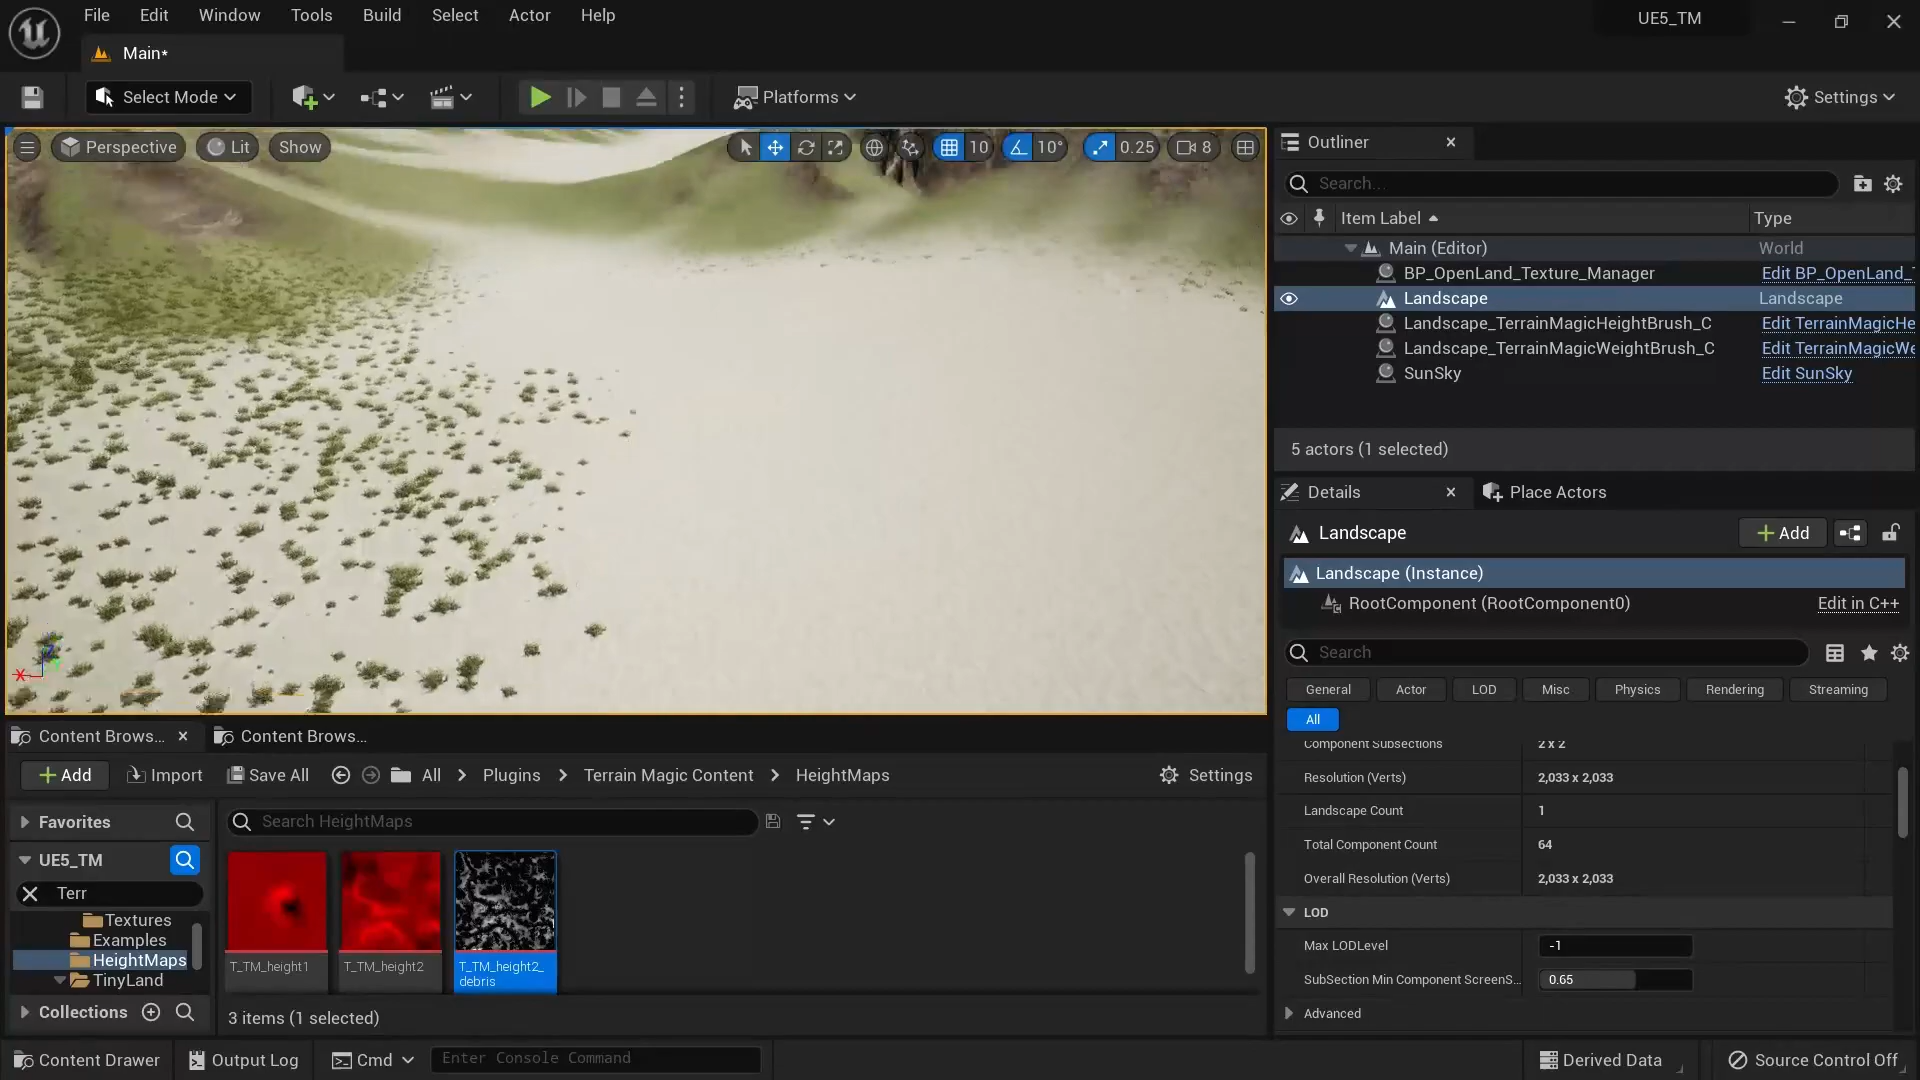 File Edit Window Tools Build Select Actor Help
UE5_TM
Main*
Select Mode
Platforms
Settings
Perspective Lit Show
10 10° 0.25 8
Outliner
Search...
Item Label Type
Main (Editor) World
BP_OpenLand_Texture_Manager Edit BP_OpenLand_
Landscape Landscape
Landscape_TerrainMagicHeightBrush_C Edit TerrainMagicHe
Landscape_TerrainMagicWeightBrush_C Edit TerrainMagicWe
SunSky Edit SunSky
5 actors (1 selected)
Details Place Actors
Landscape Add
Landscape (Instance)
RootComponent (RootComponent0) Edit in C++
Search
General Actor LOD Misc Physics Rendering Streaming
All
Component Subsections 2 x 2
Resolution (Verts) 2,033 x 2,033
Landscape Count 1
Total Component Count 64
Overall Resolution (Verts) 2,033 x 2,033
LOD
Max LODLevel -1
SubSection Min Component ScreenS... 0.65
Advanced
Content Brows... Content Brows...
Add Import Save All All Plugins Terrain Magic Content HeightMaps Settings
Favorites
Search HeightMaps
UE5_TM
Terr
Textures
Examples
HeightMaps
TinyLand
Collections
T_TM_height1
T_TM_height2
T_TM_height2_
debris
3 items (1 selected)
Content Drawer Output Log Cmd Enter Console Command Derived Data Source Control Off
X
Z